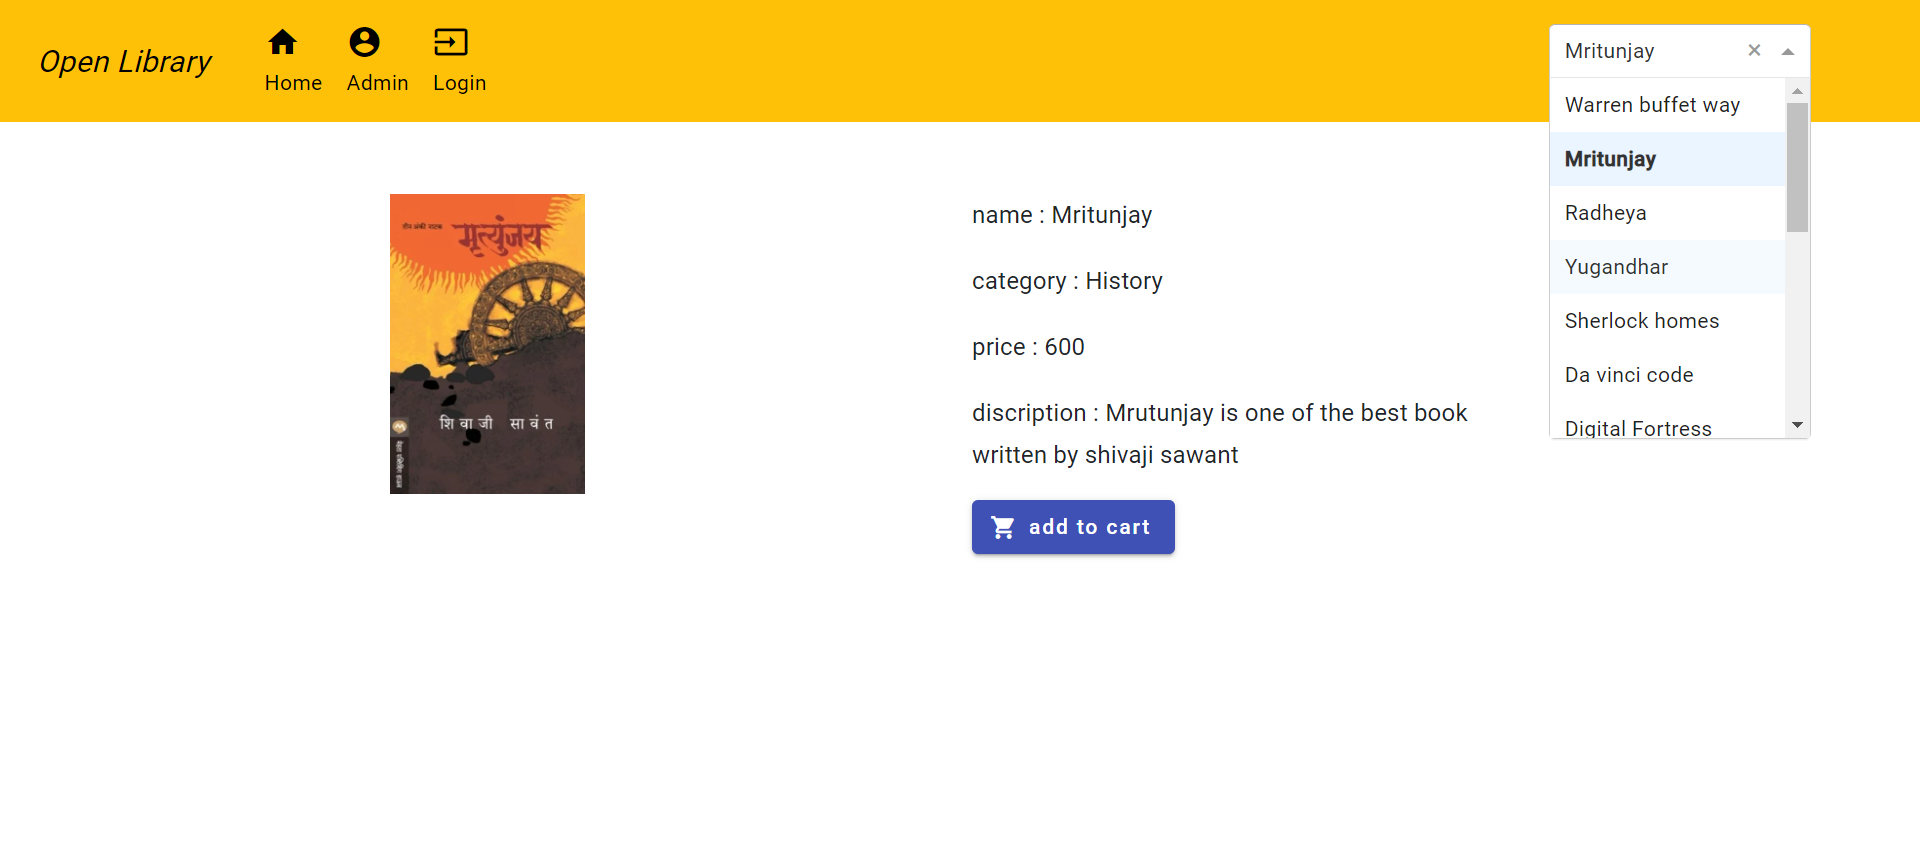 Open Library
Home
Admin
Login
Mritunjay
Warren buffet way
Mritunjay
Radheya
Yugandhar
Sherlock homes
Da vinci code
Digital Fortress
तीन अंकी नाटक
मृत्युंजय
शिवाजी सावंत
name : Mritunjay
category : History
price : 600
discription : Mrutunjay is one of the best book
written by shivaji sawant
add to cart